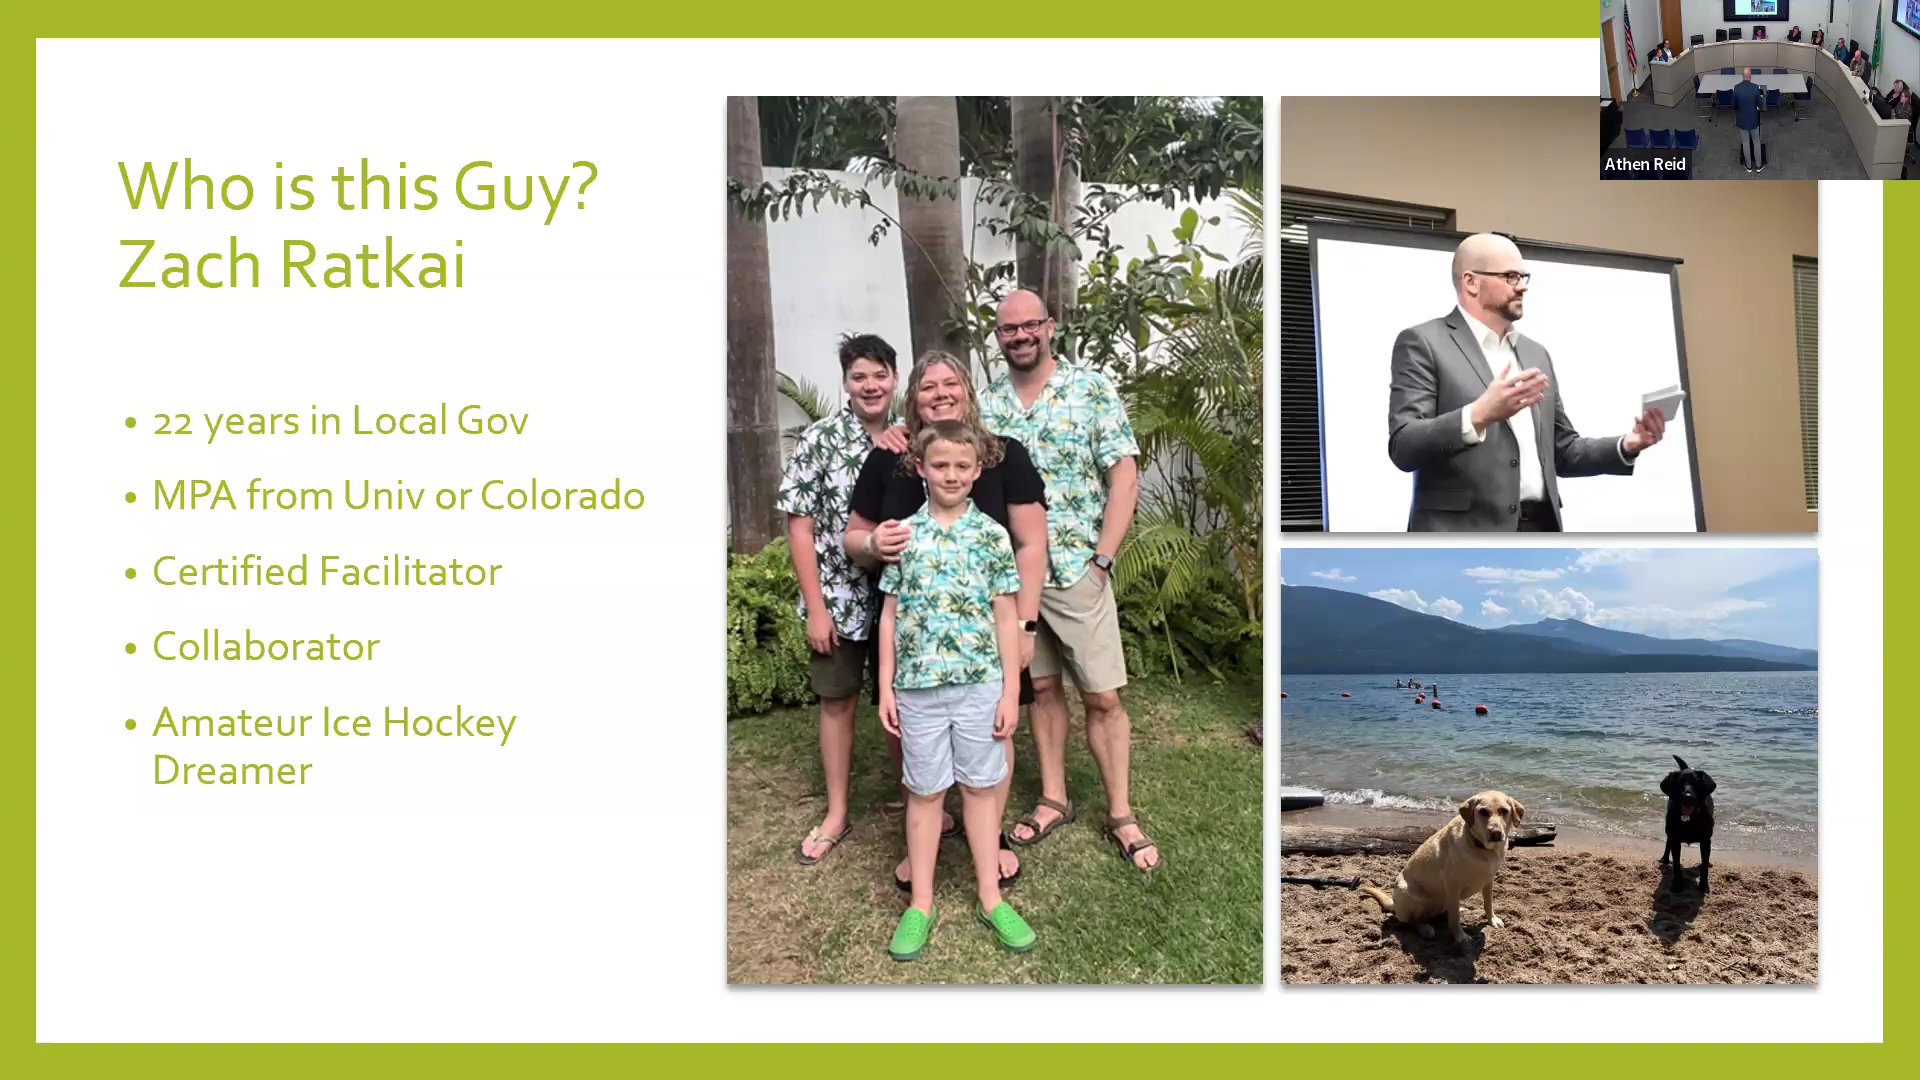 Who is this Guy?
Zach Ratkai
• 22 years in Local Gov
• MPA from Univ or Colorado
• Certified Facilitator
• Collaborator
• Amateur Ice Hockey
Dreamer
Athen Reid